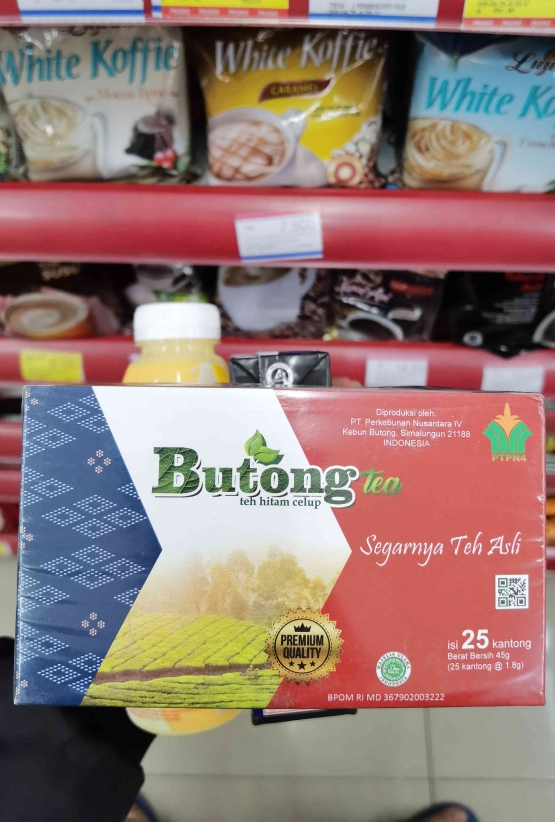 White Koffie
White Koffie
CARAMEL
White Ko
7.500
Diproduksi oleh:
PT. Perkebunan Nusantara IV
Kebun Butong, Simalungun 21188
INDONESIA
PTPN4
Butong tea
teh hitam celup
Segarnya Teh Asli
PREMIUM
QUALITY
isi 25 kantong
Berat Bersih 45g
(25 kantong @ 1.8g)
BPOM RI MD 367902003222